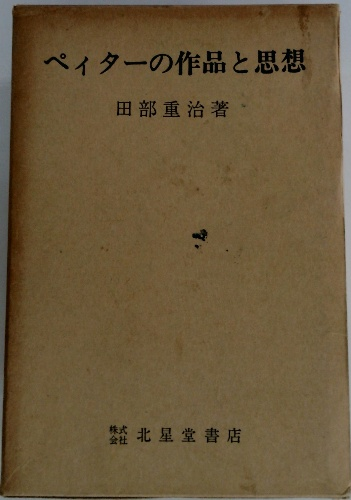 ペィターの作品と思想
田部重治著
株式会社 北星堂書店